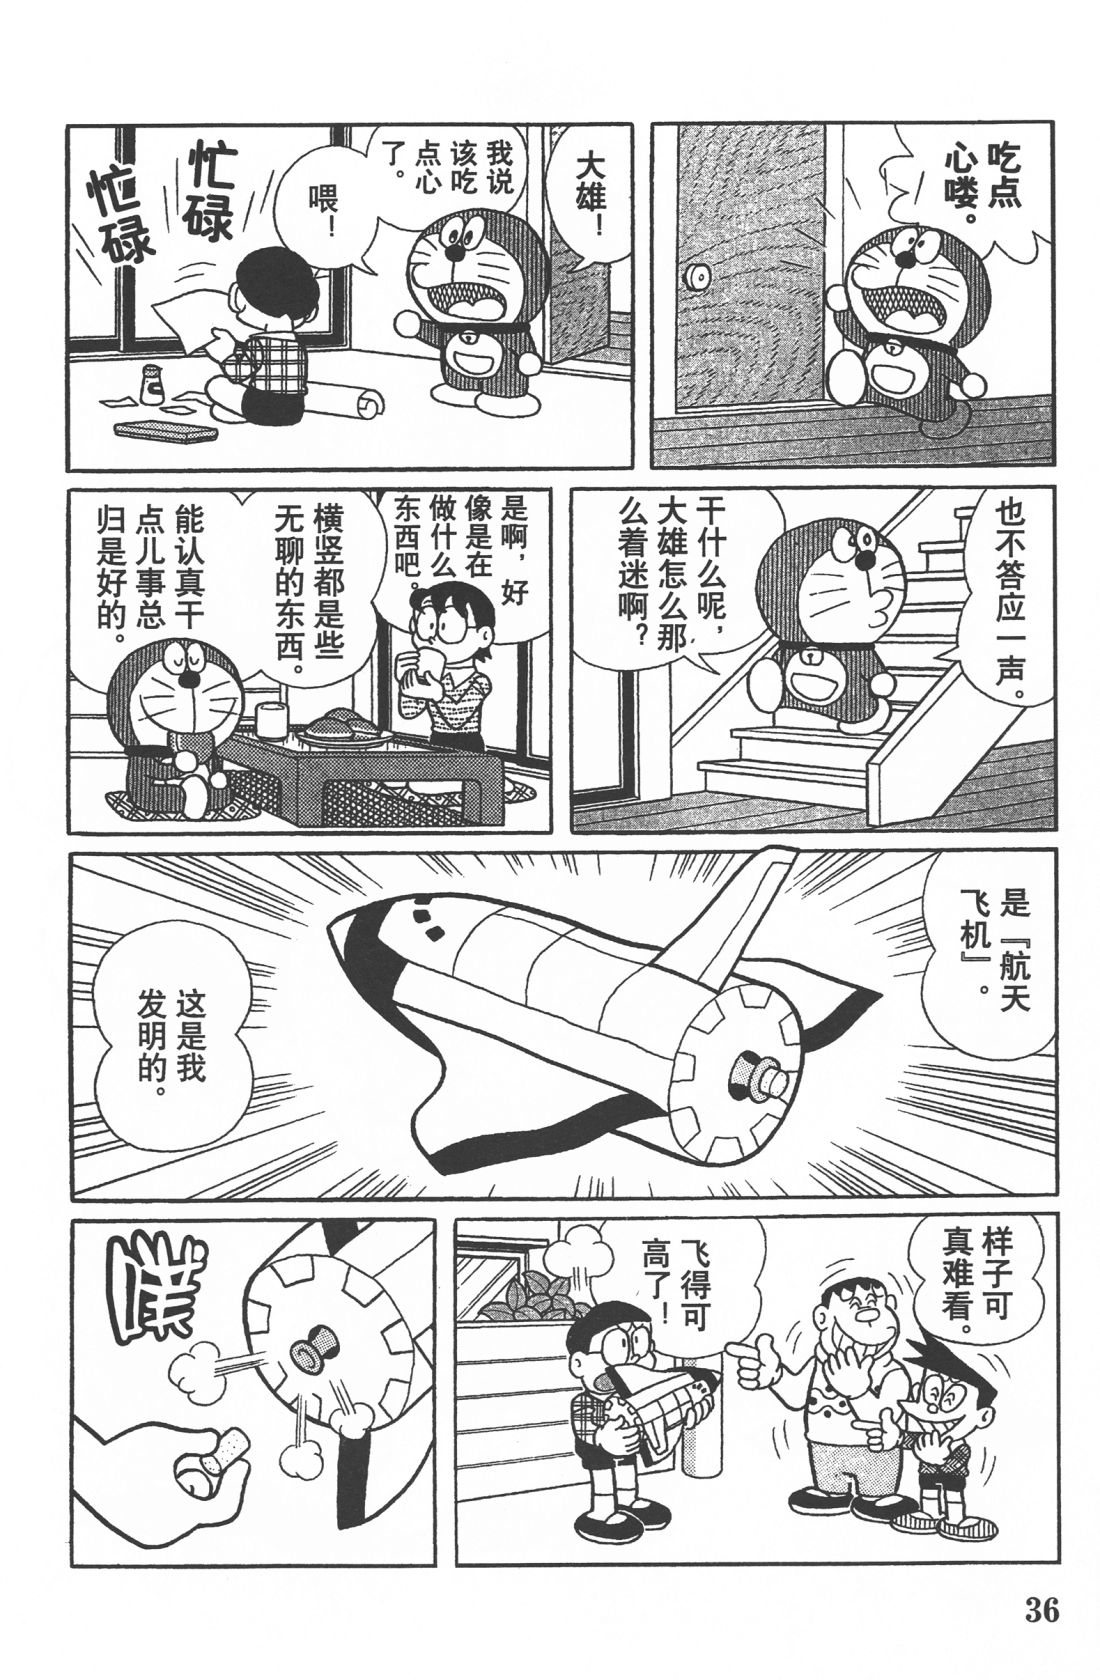 吃点
心喽。
大雄！
我说
该吃
点心
了。
喂！
忙碌
忙碌
也不答应一声。
干什么呢，
大雄怎么那
么着迷啊？
是啊，好
像是在
做什么
东西吧。
横竖都是些
无聊的东西。
能认真干
点儿事总
归是好的。
是『航天
飞机』。
这是我
发明的。
样子可
真难看。
飞得可
高了！
噗
36